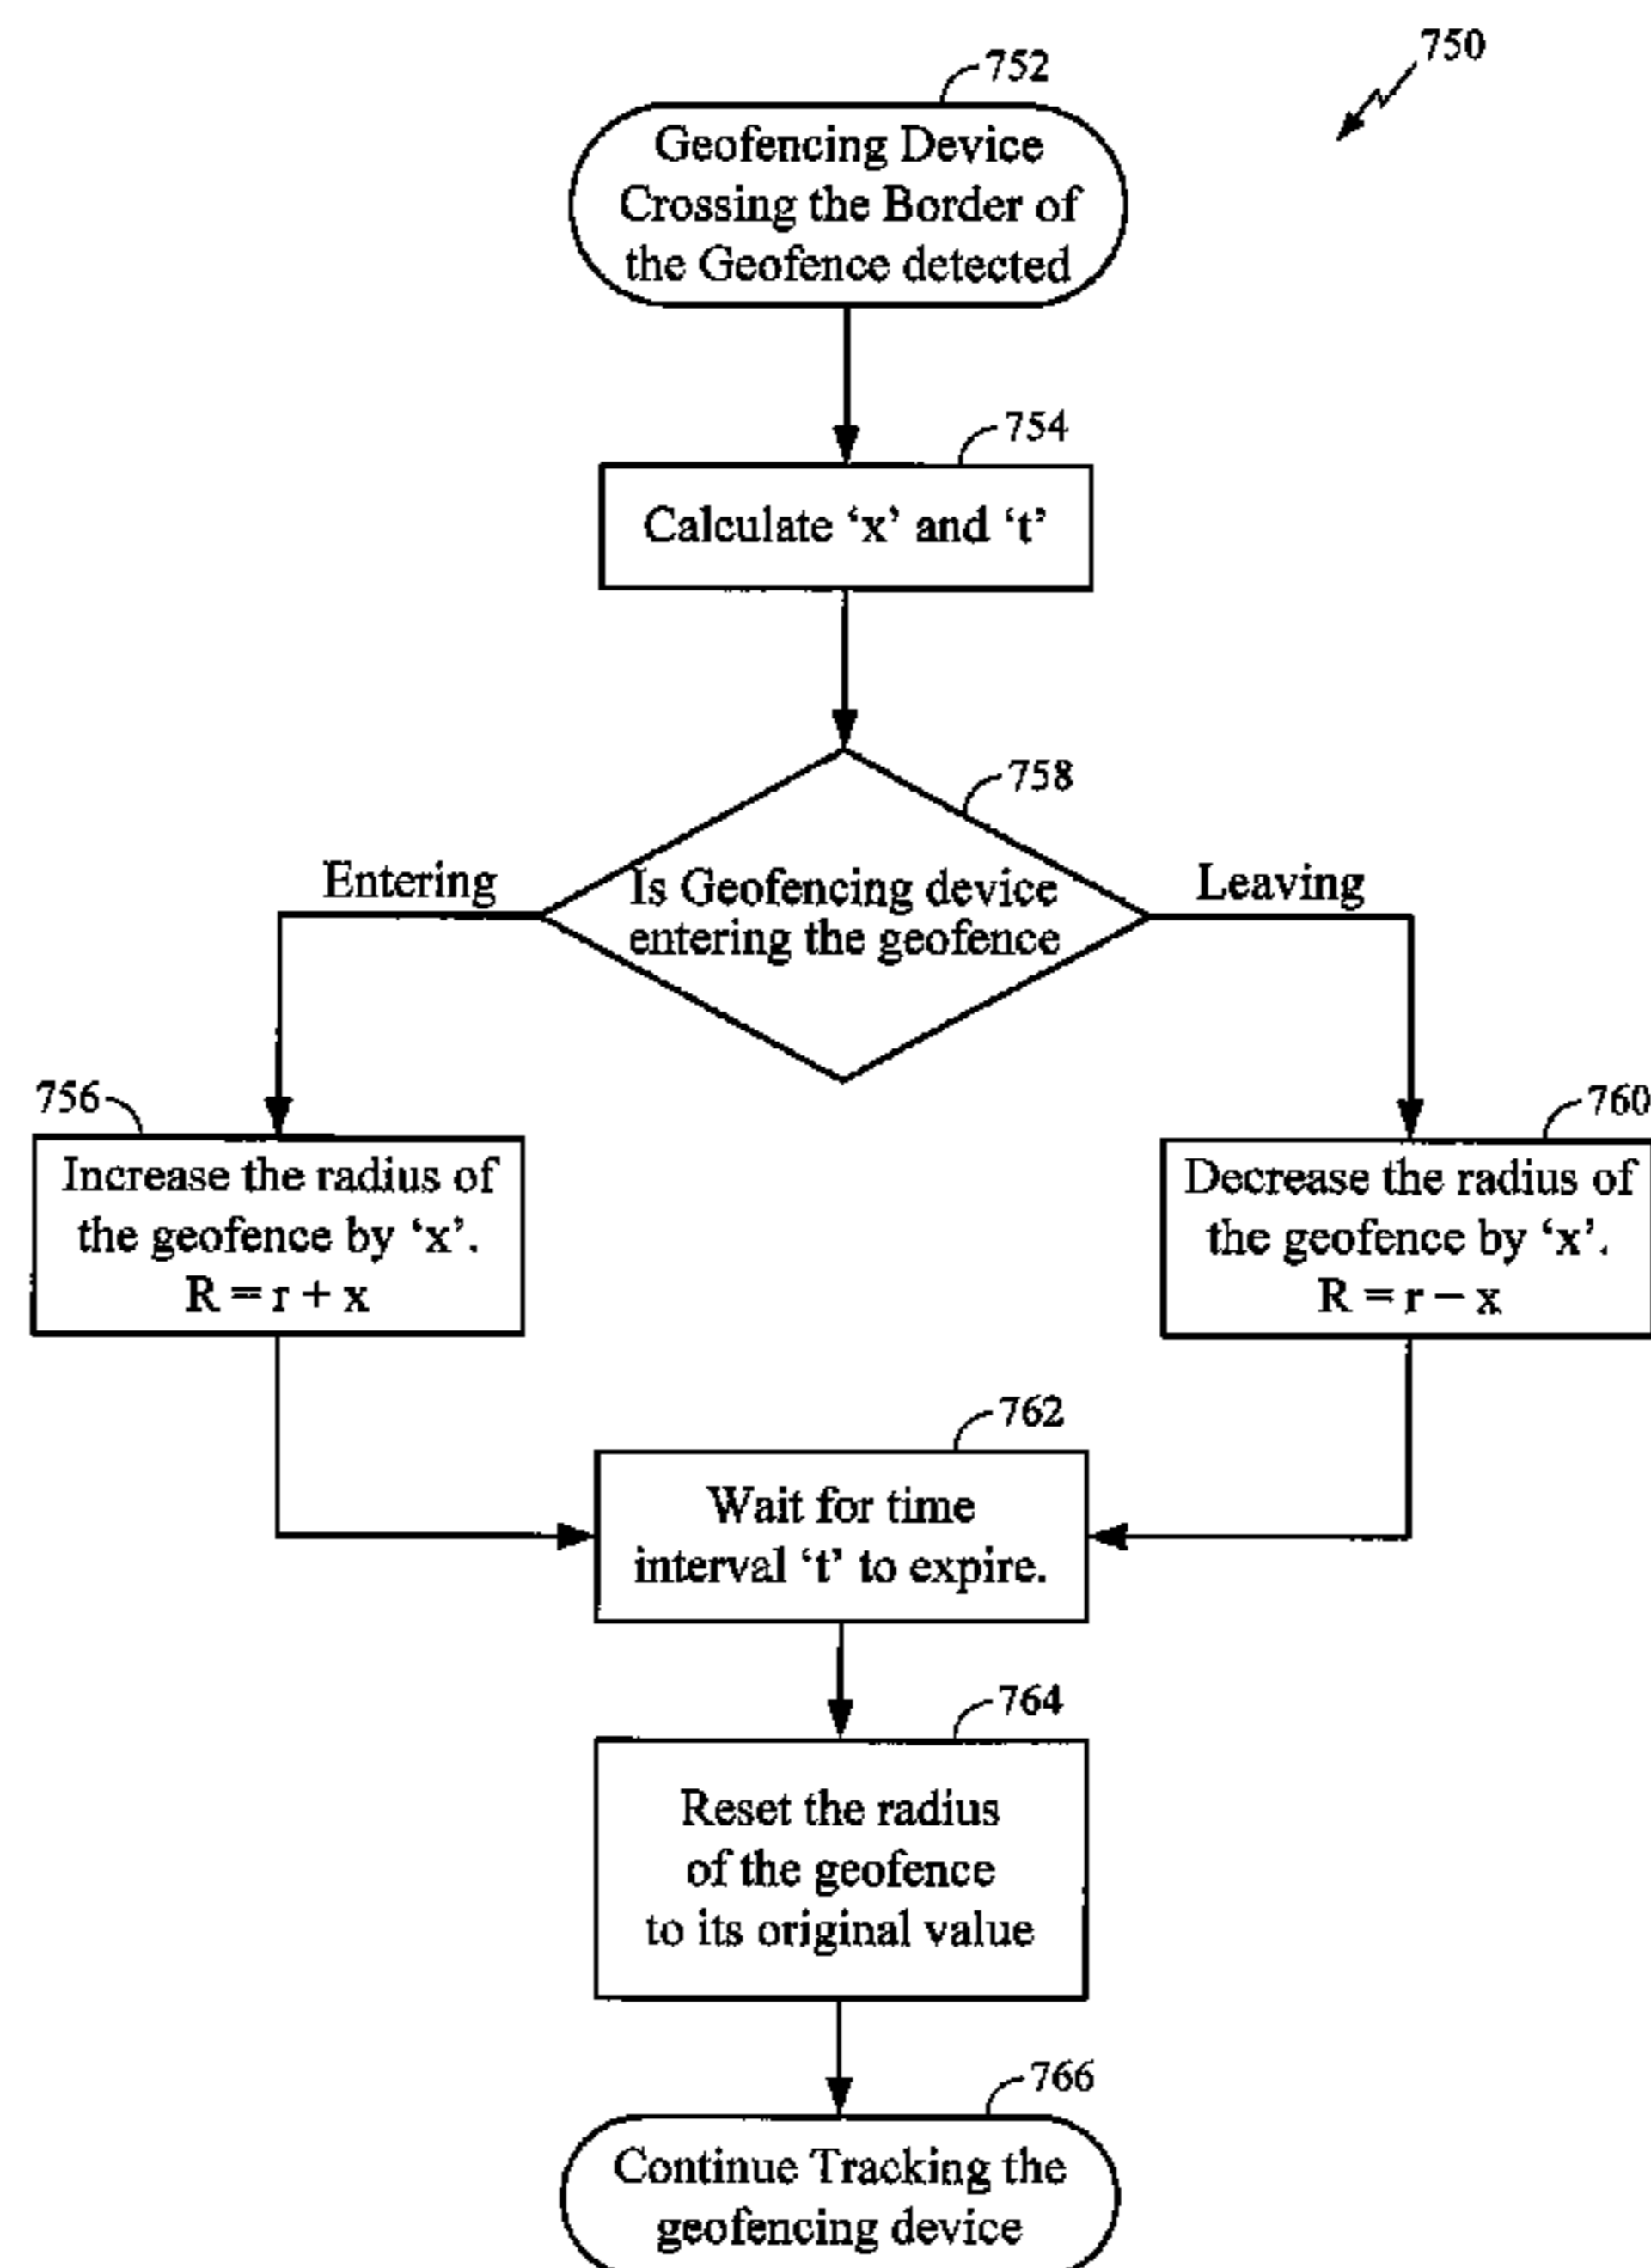 750
752
Geofencing Device
Crossing the Border of
the Geofence detected
754
Calculate ‘x’ and ‘t’
758
Is Geofencing device
entering the geofence
Entering
Leaving
756
Increase the radius of
the geofence by ‘x’.
R = r + x
760
Decrease the radius of
the geofence by ‘x’.
R = r − x
762
Wait for time
interval ‘t’ to expire.
764
Reset the radius
of the geofence
to its original value
766
Continue Tracking the
geofencing device